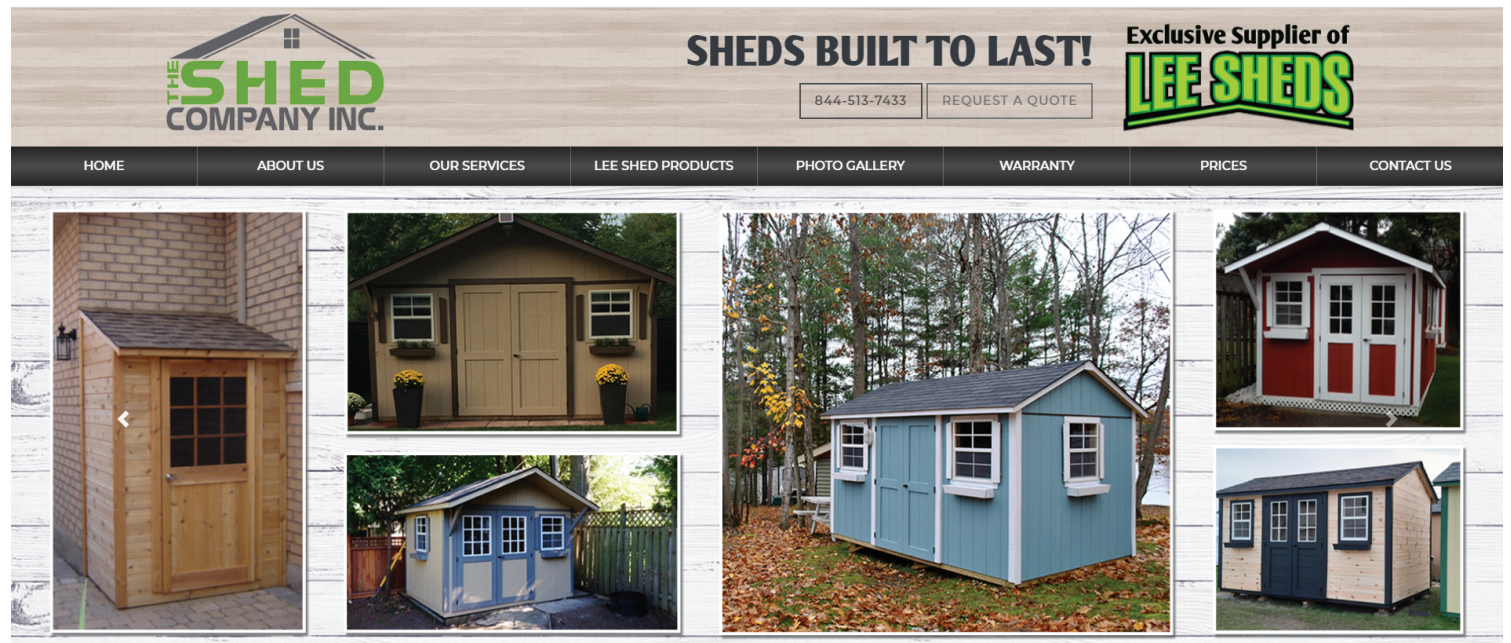 THE
SHED
COMPANY INC.
SHEDS BUILT TO LAST!
844-513-7433
REQUEST A QUOTE
Exclusive Supplier of
LEE SHEDS
HOME
ABOUT US
OUR SERVICES
LEE SHED PRODUCTS
PHOTO GALLERY
WARRANTY
PRICES
CONTACT US